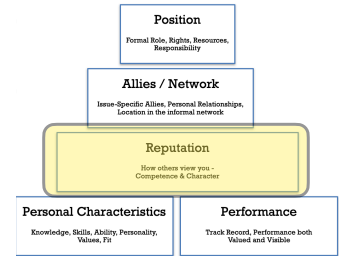 Position
Formal Role, Rights, Resources,
Responsibility
Allies / Network
Issue-Specific Allies, Personal Relationships,
Location in the informal network
Reputation
How others view you -
Competence & Character
Personal Characteristics
Knowledge, Skills, Ability, Personality,
Values, Fit
Performance
Track Record, Performance both
Valued and Visible